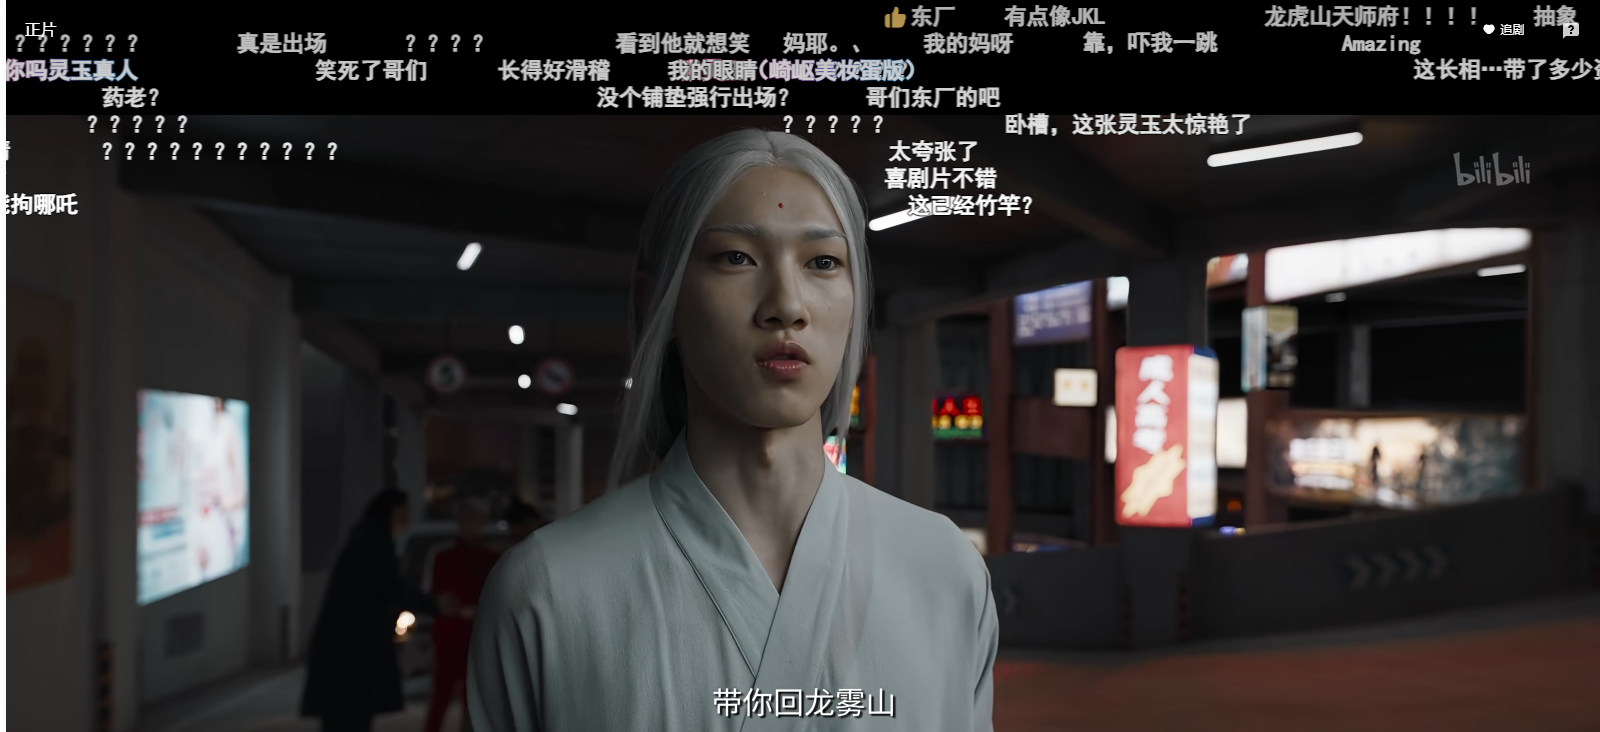 👍东厂 有点像JKL 龙虎山天师府！！！！ 抽象
正片 追剧
？？？？？？ 真是出场 ？？？？ 看到他就想笑 妈耶。、 我的妈呀 靠，吓我一跳 Amazing
你吗灵玉真人 笑死了哥们 长得好滑稽 我的眼睛(崎岖美妆蛋版) 这长相…带了多少
药老？ 没个铺垫强行出场？ 哥们东厂的吧
？？？？？ ？？？？？ 卧槽，这张灵玉太惊艳了
？？？？？？？？？？？ 太夸张了
bilibili
喜剧片不错
拘哪吒 这已经竹竿？
带你回龙雾山